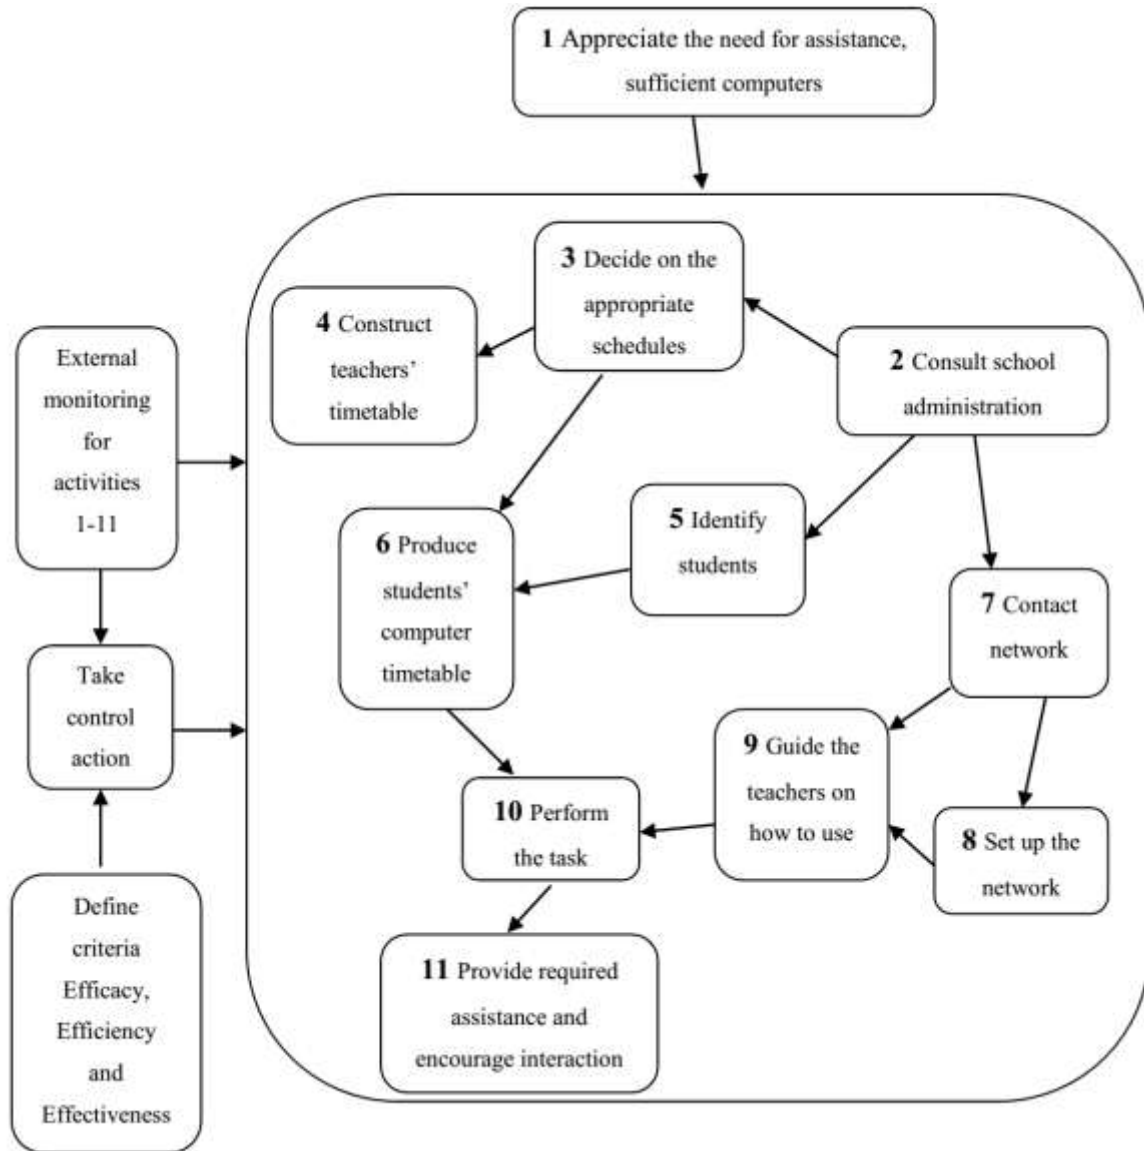 1 Appreciate the need for assistance,
sufficient computers
3 Decide on the
appropriate
schedules
4 Construct
teachers’
timetable
2 Consult school
administration
External
monitoring
for
activities
1-11
5 Identify
students
6 Produce
students’
computer
timetable
7 Contact
network
Take
control
action
9 Guide the
teachers on
how to use
10 Perform
the task
8 Set up the
network
Define
criteria
Efficacy,
Efficiency
and
Effectiveness
11 Provide required
assistance and
encourage interaction